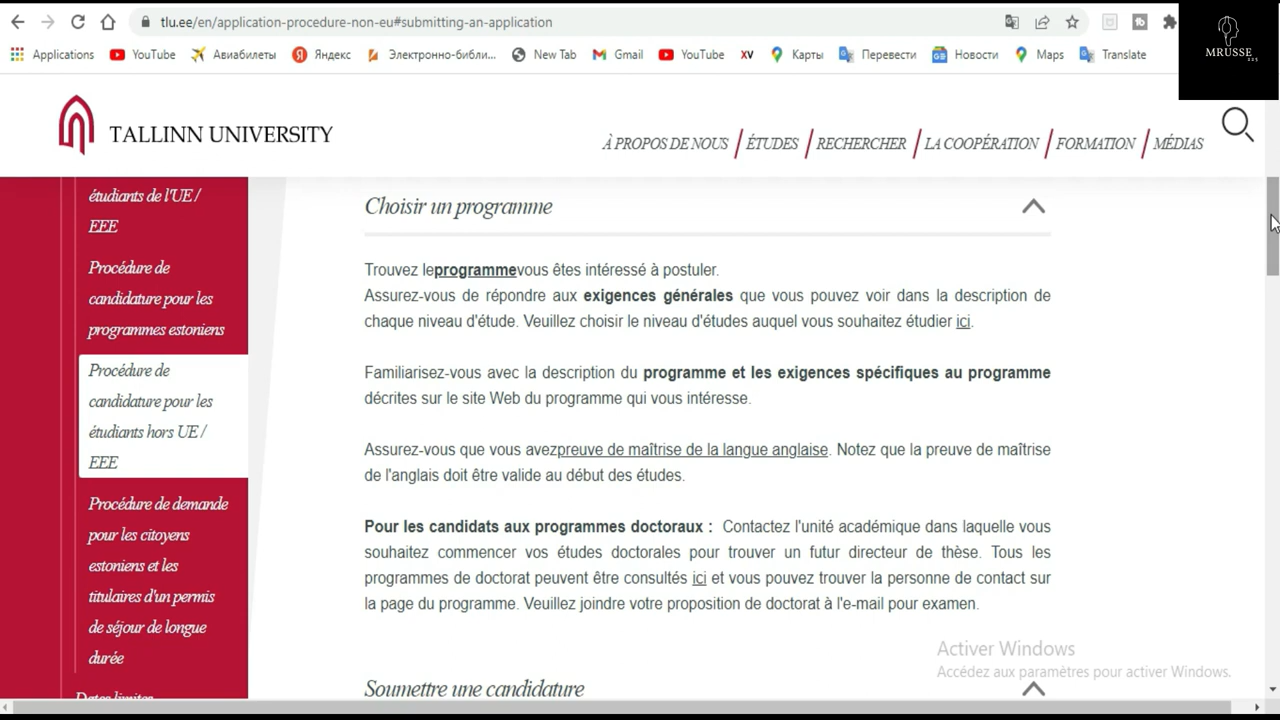 tlu.ee/en/application-procedure-non-eu#submitting-an-application
Applications YouTube Авиабилеты Яндекс Электронно-библи... New Tab Gmail YouTube XV Карты Перевести Новости Maps Translate
MRUSSE
225
TALLINN UNIVERSITY
À PROPOS DE NOUS / ÉTUDES / RECHERCHER / LA COOPÉRATION / FORMATION / MÉDIAS
étudiants de l'UE /
EEE
Procédure de
candidature pour les
programmes estoniens
Procédure de
candidature pour les
étudiants hors UE /
EEE
Procédure de demande
pour les citoyens
estoniens et les
titulaires d'un permis
de séjour de longue
durée
Dates limites
Choisir un programme
Trouvez leprogrammevous êtes intéressé à postuler.
Assurez-vous de répondre aux exigences générales que vous pouvez voir dans la description de
chaque niveau d'étude. Veuillez choisir le niveau d'études auquel vous souhaitez étudier ici.
Familiarisez-vous avec la description du programme et les exigences spécifiques au programme
décrites sur le site Web du programme qui vous intéresse.
Assurez-vous que vous avezpreuve de maîtrise de la langue anglaise. Notez que la preuve de maîtrise
de l'anglais doit être valide au début des études.
Pour les candidats aux programmes doctoraux : Contactez l'unité académique dans laquelle vous
souhaitez commencer vos études doctorales pour trouver un futur directeur de thèse. Tous les
programmes de doctorat peuvent être consultés ici et vous pouvez trouver la personne de contact sur
la page du programme. Veuillez joindre votre proposition de doctorat à l'e-mail pour examen.
Soumettre une candidature
Activer Windows
Accédez aux paramètres pour activer Windows.